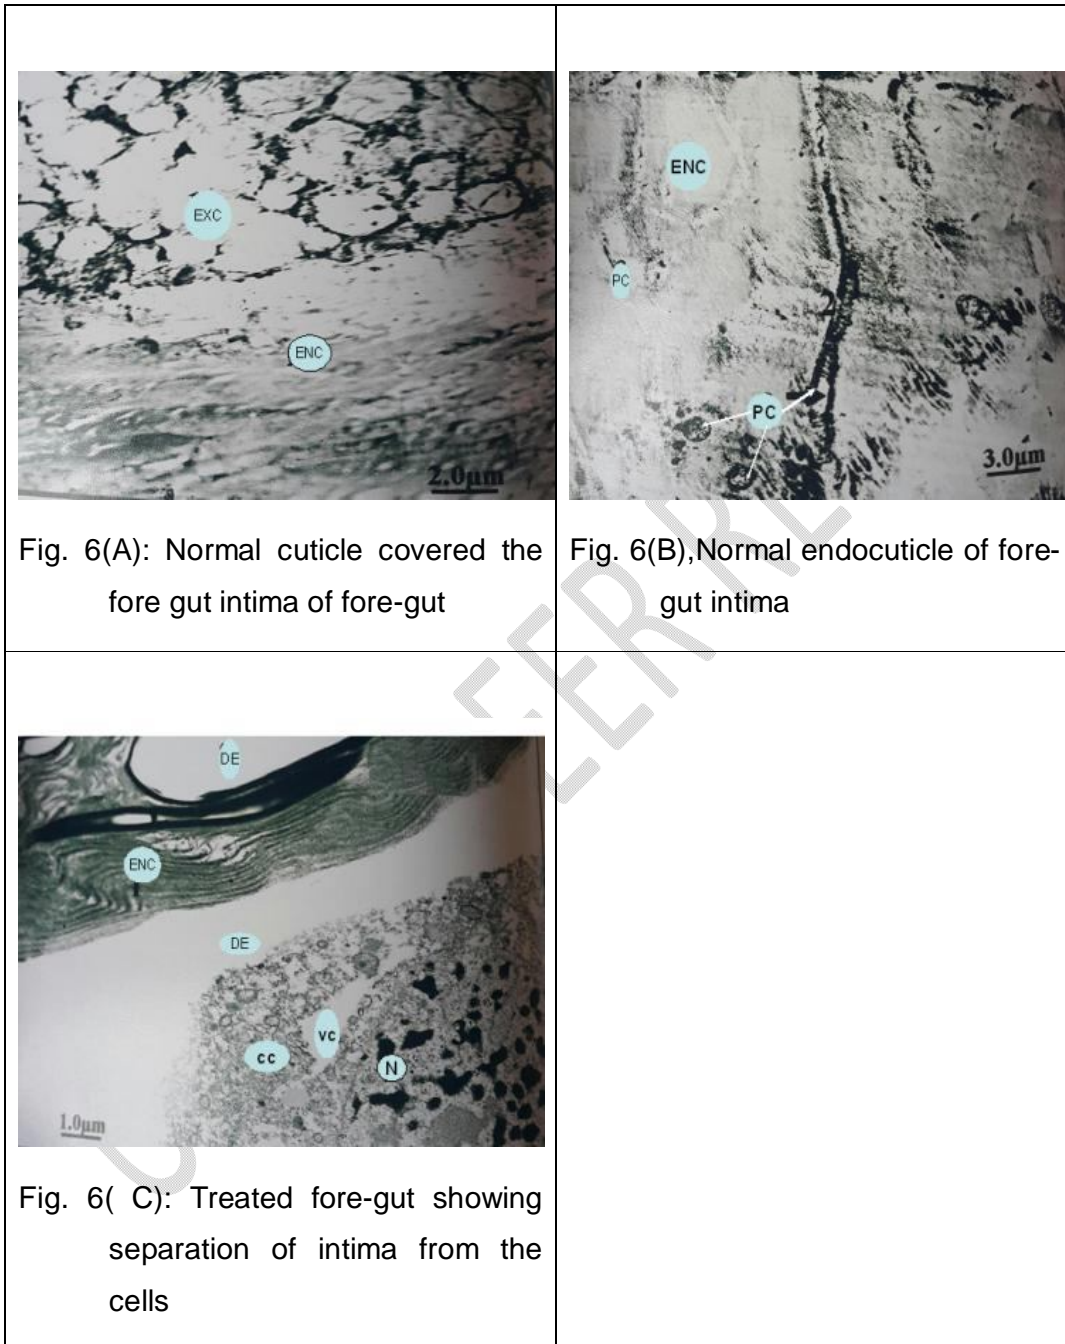 EXC
ENC
2.0µm
ENC
PC
PC
3.0µm
Fig. 6(A): Normal cuticle covered the
fore gut intima of fore-gut
Fig. 6(B),Normal endocuticle of fore-
gut intima
DE
ENC
DE
vc
cc
N
1.0µm
Fig. 6( C): Treated fore-gut showing
separation of intima from the
cells